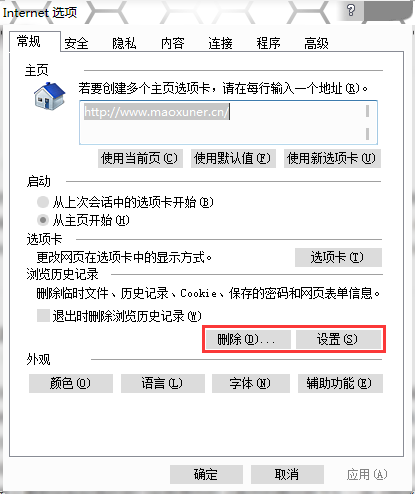 Internet 选项
?
常规 安全 隐私 内容 连接 程序 高级
主页
若要创建多个主页选项卡，请在每行输入一个地址(R)。
http://www.maoxuner.cn/
使用当前页(C) 使用默认值(F) 使用新选项卡(U)
启动
从上次会话中的选项卡开始(B)
从主页开始(H)
选项卡
更改网页在选项卡中的显示方式。 选项卡(T)
浏览历史记录
删除临时文件、历史记录、Cookie、保存的密码和网页表单信息。
退出时删除浏览历史记录(W)
删除(D)... 设置(S)
外观
颜色(O) 语言(L) 字体(N) 辅助功能(E)
确定 取消 应用(A)